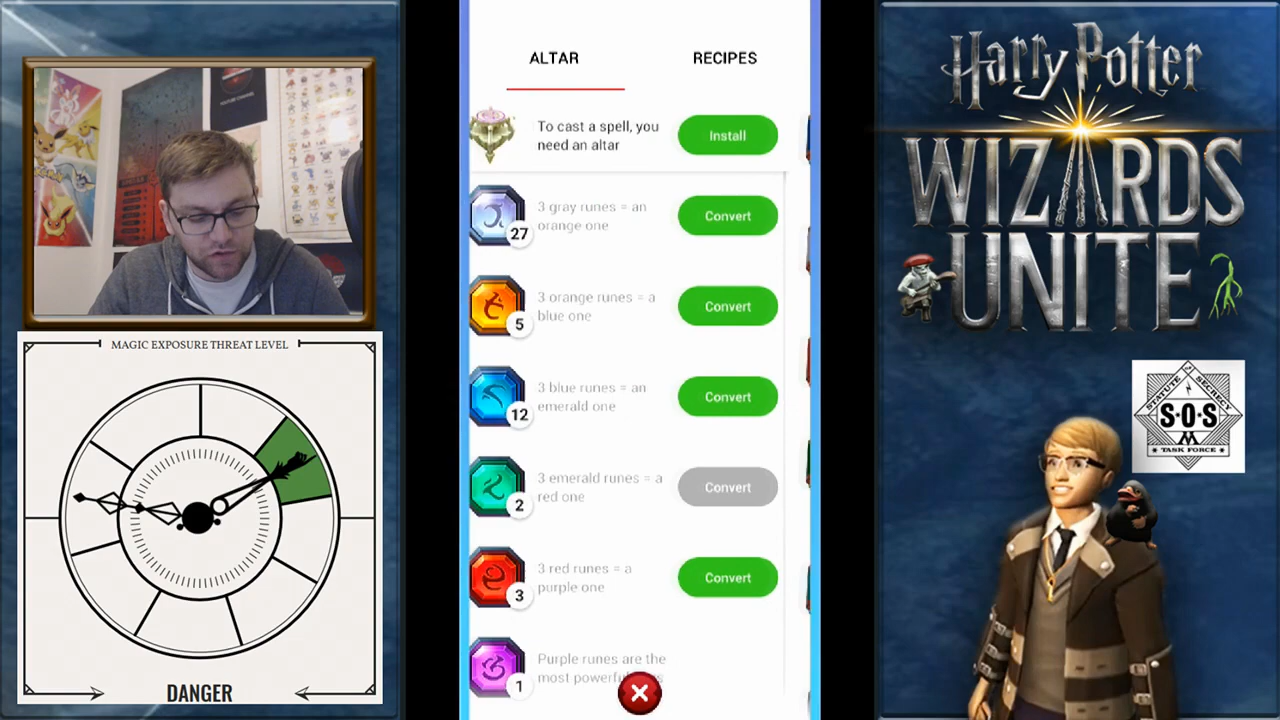 MAGIC EXPOSURE THREAT LEVEL
DANGER
ALTAR
RECIPES
To cast a spell, you
need an altar
Install
3 gray runes = an
orange one
27
Convert
3 orange runes = a
blue one
5
Convert
3 blue runes = an
emerald one
12
Convert
3 emerald runes = a
red one
2
Convert
3 red runes = a
purple one
3
Convert
Purple runes are the
most
1
Harry Potter
WIZARDS
UNITE
STATUTE OF SECRECY
S.O.S
TASK FORCE